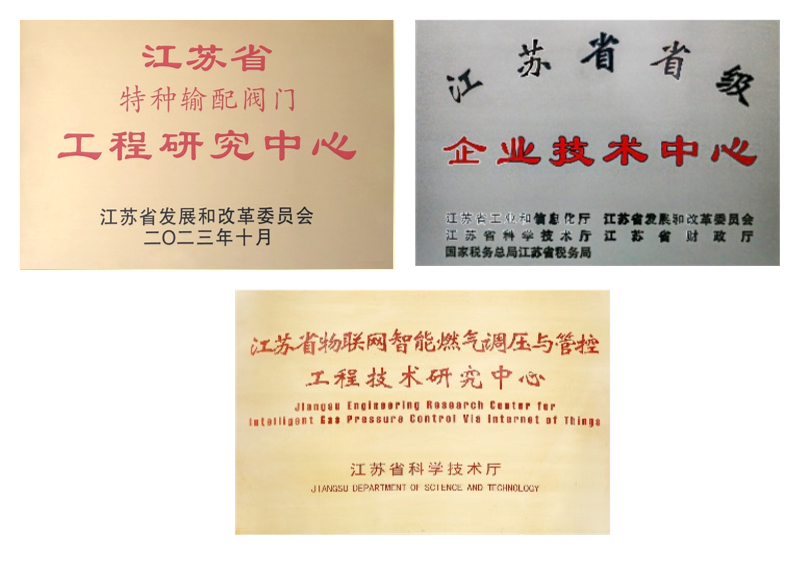 江苏省
特种输配阀门
工程研究中心
江苏省发展和改革委员会
二〇二三年十月
江苏省省级
企业技术中心
江苏省工业和信息化厅 江苏省发展和改革委员会
江苏省科学技术厅 江苏省财政厅
国家税务总局江苏省税务局
江苏省物联网智能燃气调压与管控
工程技术研究中心
Jiangsu Engineering Research Center for
Intelligent Gas Pressure Control Via Internet of Things
江苏省科学技术厅
JIANGSU DEPARTMENT OF SCIENCE AND TECHNOLOGY